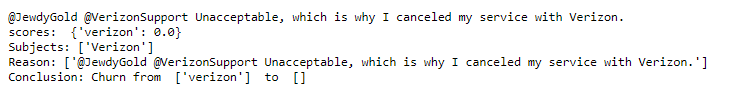 @JewdyGold @VerizonSupport Unacceptable, which is why I canceled my service with Verizon.
scores:  {'verizon': 0.0}
Subjects: ['Verizon']
Reason: ['@JewdyGold @VerizonSupport Unacceptable, which is why I canceled my service with Verizon.']
Conclusion: Churn from  ['verizon']  to  []